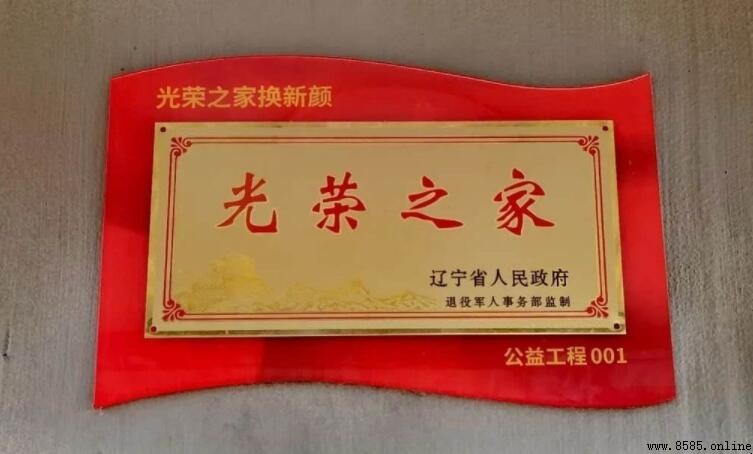 光荣之家换新颜
光荣之家
辽宁省人民政府
退役军人事务部监制
公益工程001
www.8585.online